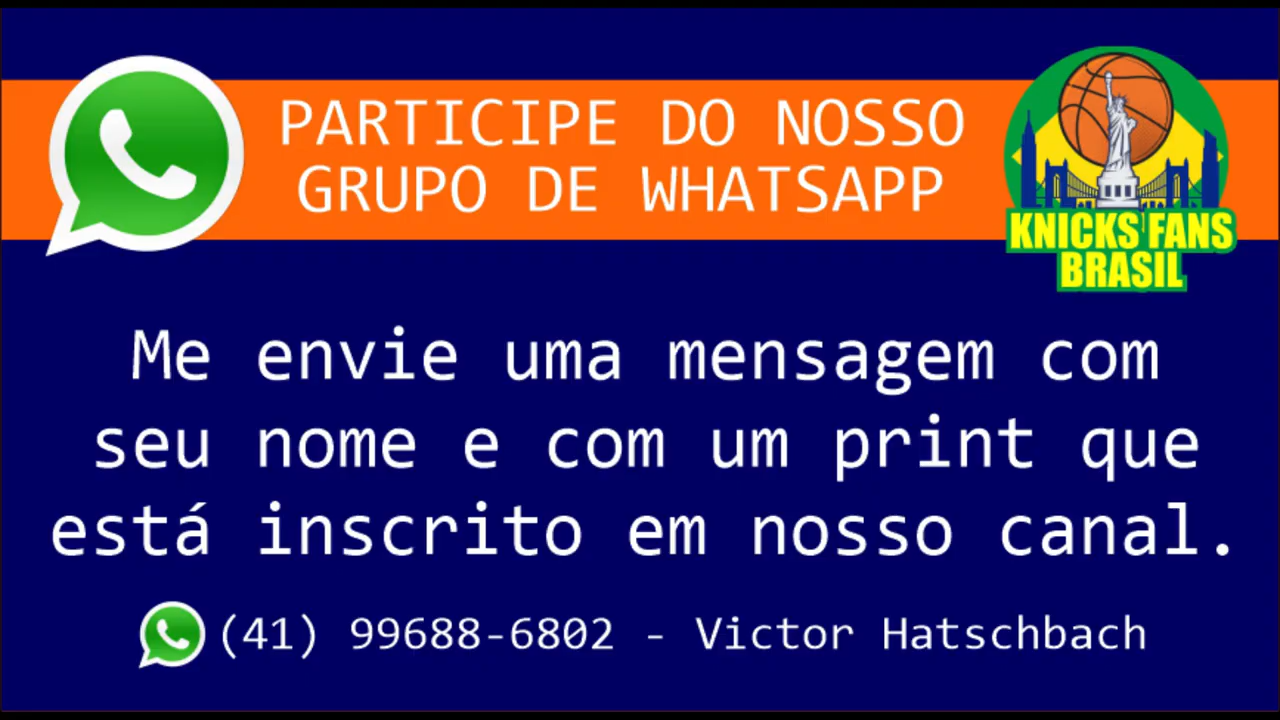 PARTICIPE DO NOSSO
GRUPO DE WHATSAPP
KNICKS FANS
BRASIL
Me envie uma mensagem com
seu nome e com um print que
está inscrito em nosso canal.
(41) 99688-6802 - Victor Hatschbach